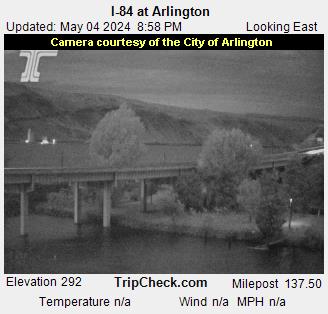 I-84 at Arlington
Updated: May 04 2024 8:58 PM Looking East
Camera courtesy of the City of Arlington
Elevation 292 TripCheck.com Milepost 137.50
Temperature n/a Wind n/a MPH n/a